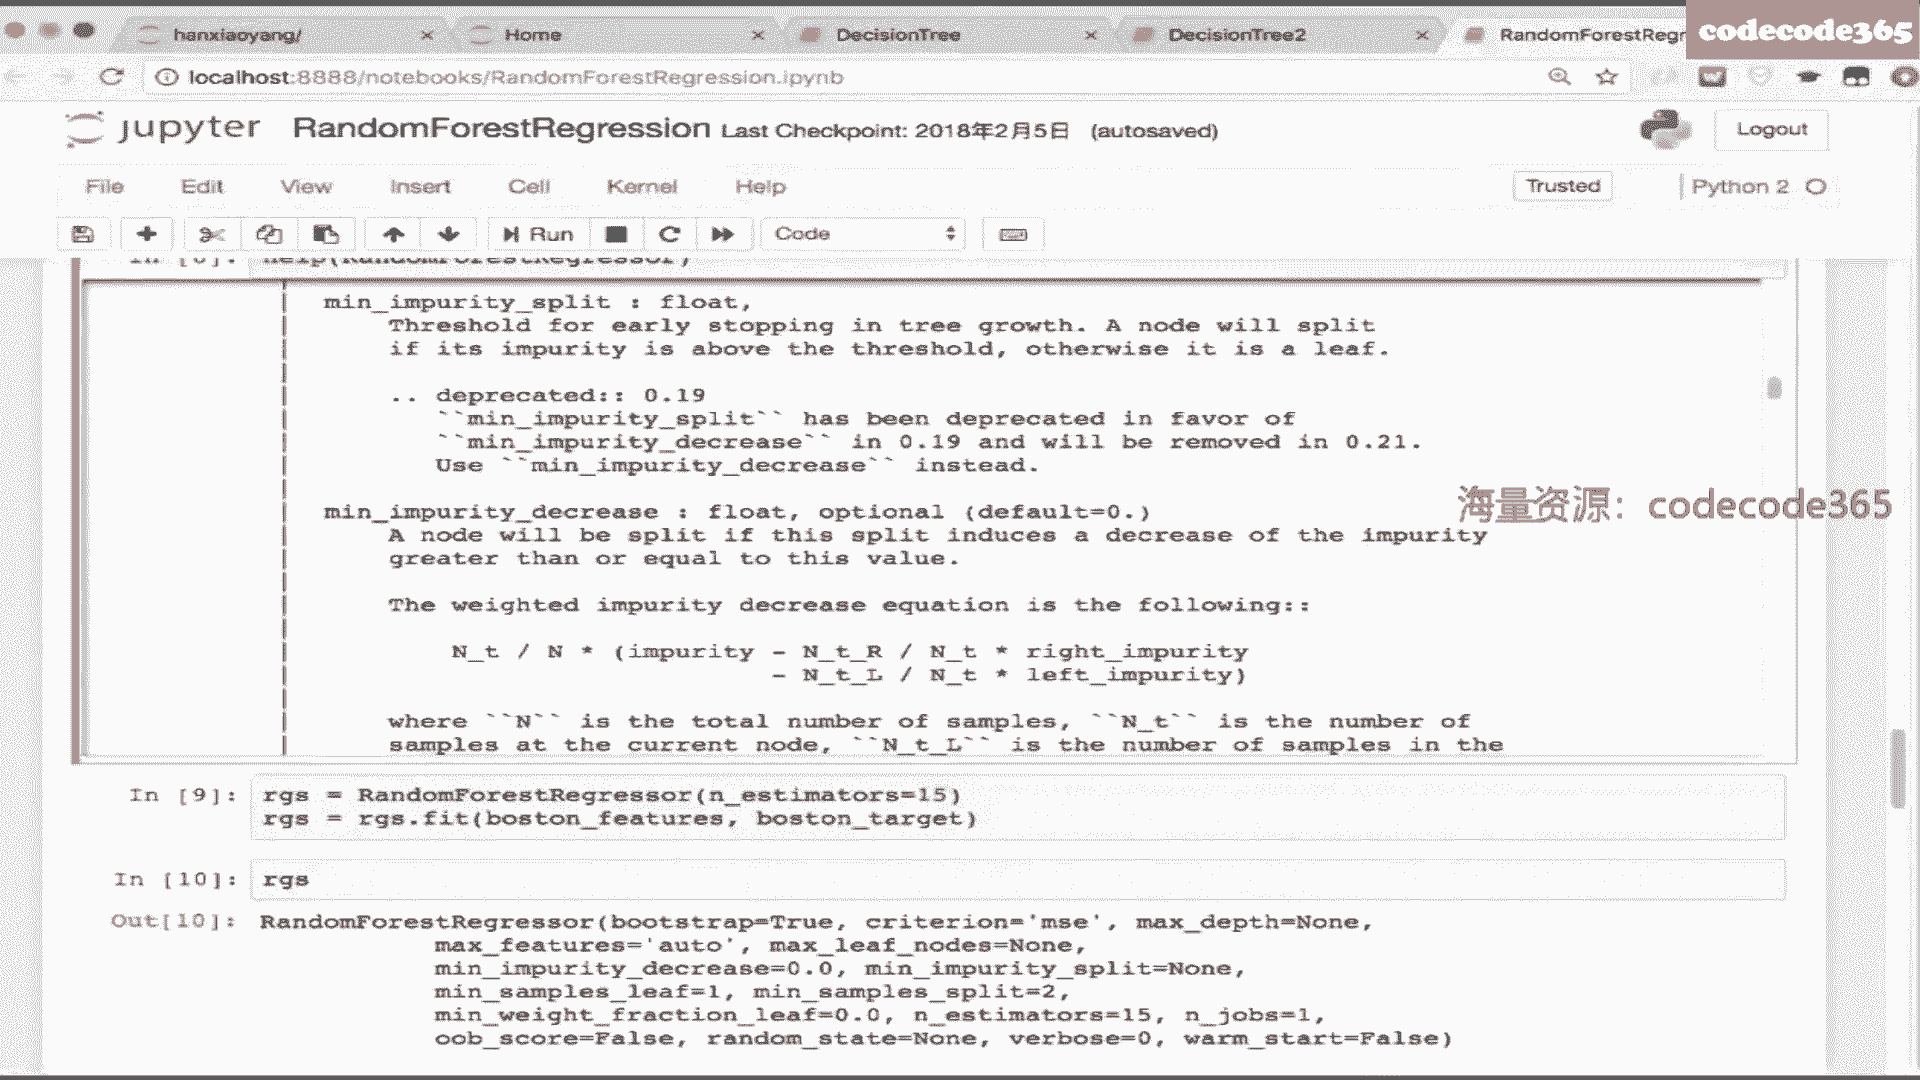 hanxiaoyang/
Home
DecisionTree
DecisionTree2
RandomForestRegr
codecode365
localhost:8888/notebooks/RandomForestRegression.ipynb
jupyter RandomForestRegression Last Checkpoint: 2018年2月5日 (autosaved)
Logout
File Edit View Insert Cell Kernel Help
Trusted
Python 2
Run
Code
In [8]: help(RandomForestRegressor)
min_impurity_split : float,
Threshold for early stopping in tree growth. A node will split
if its impurity is above the threshold, otherwise it is a leaf.
.. deprecated:: 0.19
``min_impurity_split`` has been deprecated in favor of
``min_impurity_decrease`` in 0.19 and will be removed in 0.21.
Use ``min_impurity_decrease`` instead.
min_impurity_decrease : float, optional (default=0.)
海量资源：codecode365
A node will be split if this split induces a decrease of the impurity
greater than or equal to this value.
The weighted impurity decrease equation is the following::
N_t / N * (impurity - N_t_R / N_t * right_impurity
- N_t_L / N_t * left_impurity)
where ``N`` is the total number of samples, ``N_t`` is the number of
samples at the current node, ``N_t_L`` is the number of samples in the
In [9]: rgs = RandomForestRegressor(n_estimators=15)
rgs = rgs.fit(boston_features, boston_target)
In [10]: rgs
Out[10]: RandomForestRegressor(bootstrap=True, criterion='mse', max_depth=None,
max_features='auto', max_leaf_nodes=None,
min_impurity_decrease=0.0, min_impurity_split=None,
min_samples_leaf=1, min_samples_split=2,
min_weight_fraction_leaf=0.0, n_estimators=15, n_jobs=1,
oob_score=False, random_state=None, verbose=0, warm_start=False)